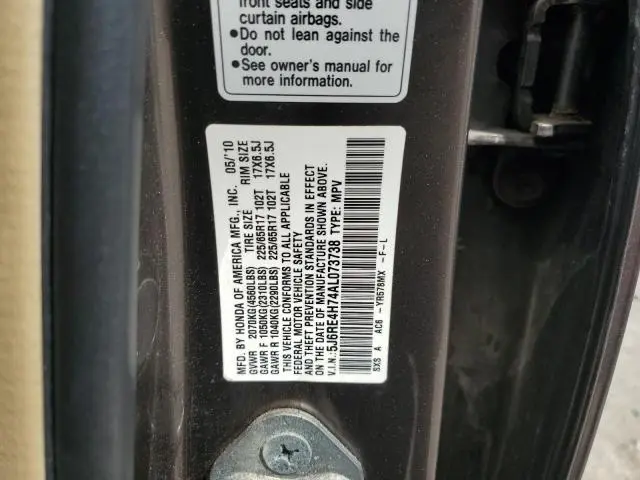 front seats and side
curtain airbags.
•Do not lean against the
door.
•See owner's manual for
more information.
MFD. BY HONDA OF AMERICA MFG., INC. 05/'10
GVWR 2070KG(4560LBS) TIRE SIZE RIM SIZE
GAWR F 1050KG(2310LBS) 225/65R17 102T 17X6.5J
GAWR R 1040KG(2290LBS) 225/65R17 102T 17X6.5J
THIS VEHICLE CONFORMS TO ALL APPLICABLE
FEDERAL MOTOR VEHICLE SAFETY
AND THEFT PREVENTION STANDARDS IN EFFECT
ON THE DATE OF MANUFACTURE SHOWN ABOVE.
V.I.N.:5J6RE4H74AL073738 TYPE: MPV
SXS A AC6 -YR578MX -F-L